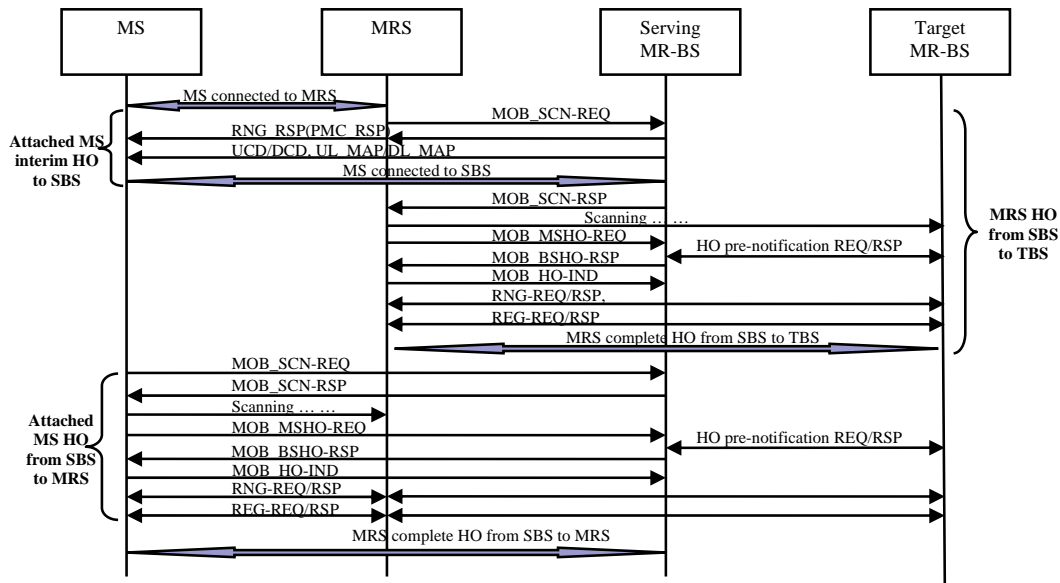 MS
MRS
Serving
MR-BS
Target
MR-BS
MS connected to MRS
MOB_SCN-REQ
RNG_RSP(PMC_RSP)
UCD/DCD, UL_MAP/DL_MAP
MS connected to SBS
Attached MS
interim HO
to SBS
MOB_SCN-RSP
Scanning … …
MOB_MSHO-REQ
HO pre-notification REQ/RSP
MOB_BSHO-RSP
MOB_HO-IND
RNG-REQ/RSP,
REG-REQ/RSP
MRS complete HO from SBS to TBS
MRS HO
from SBS
to TBS
MOB_SCN-REQ
MOB_SCN-RSP
Scanning … …
MOB_MSHO-REQ
HO pre-notification REQ/RSP
MOB_BSHO-RSP
MOB_HO-IND
RNG-REQ/RSP
REG-REQ/RSP
Attached
MS HO
from SBS
to MRS
MRS complete HO from SBS to MRS